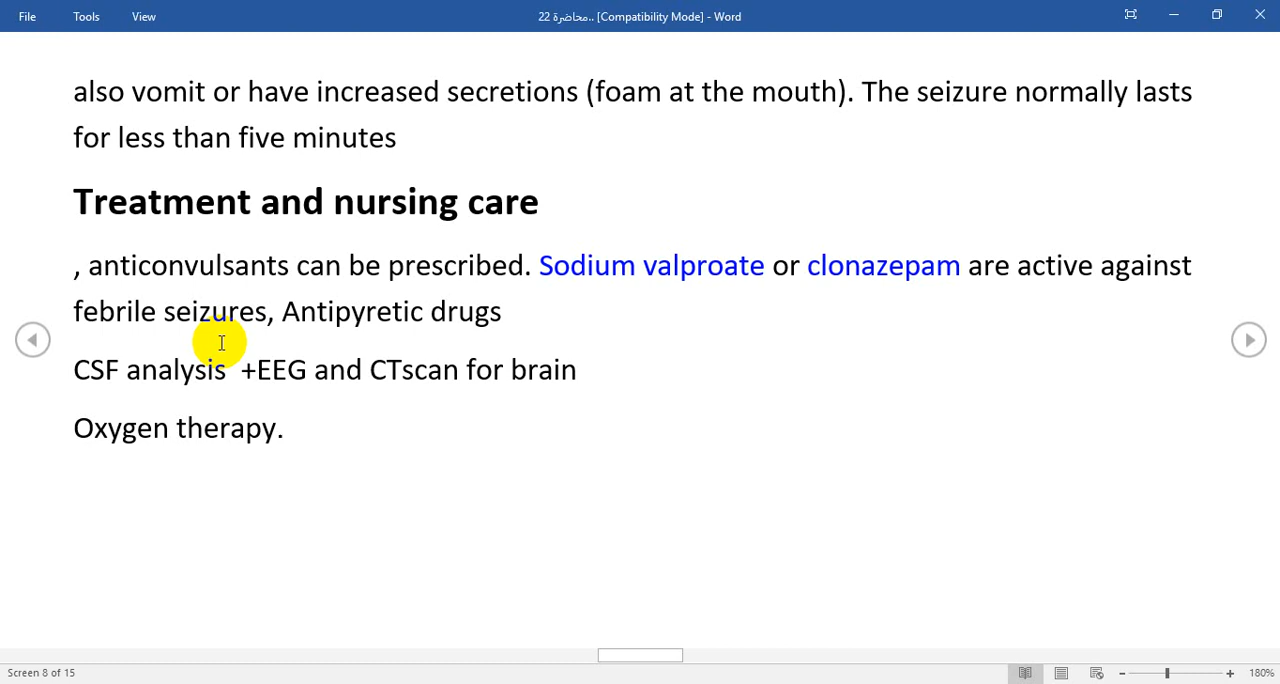 File Tools View 22 محاضرة.. [Compatibility Mode] - Word
also vomit or have increased secretions (foam at the mouth). The seizure normally lasts
for less than five minutes
Treatment and nursing care
, anticonvulsants can be prescribed. Sodium valproate or clonazepam are active against
febrile seizures, Antipyretic drugs
CSF analysis +EEG and CTscan for brain
Oxygen therapy.
Screen 8 of 15 180%